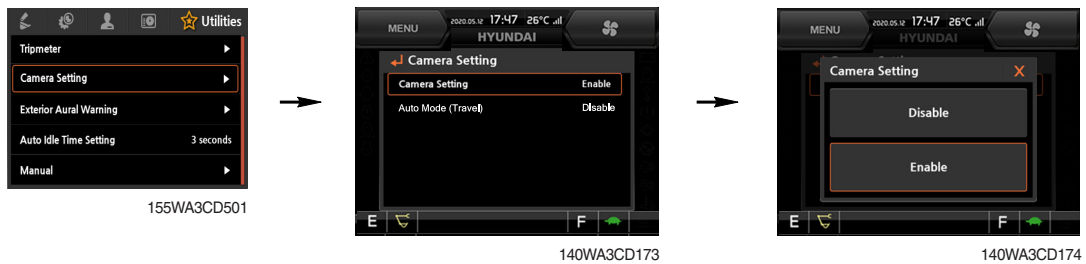 Utilities
Tripmeter
Camera Setting
Exterior Aural Warning
Auto Idle Time Setting 3 seconds
Manual
155WA3CD501
MENU 2020.05.12 17:47 26°C .ıl
HYUNDAI
Camera Setting
Camera Setting Enable
Auto Mode (Travel) Disable
E F
140WA3CD173
MENU 2020.05.12 17:47 26°C .ıl
HYUNDAI
Camera Setting X
Disable
Enable
E F
140WA3CD174